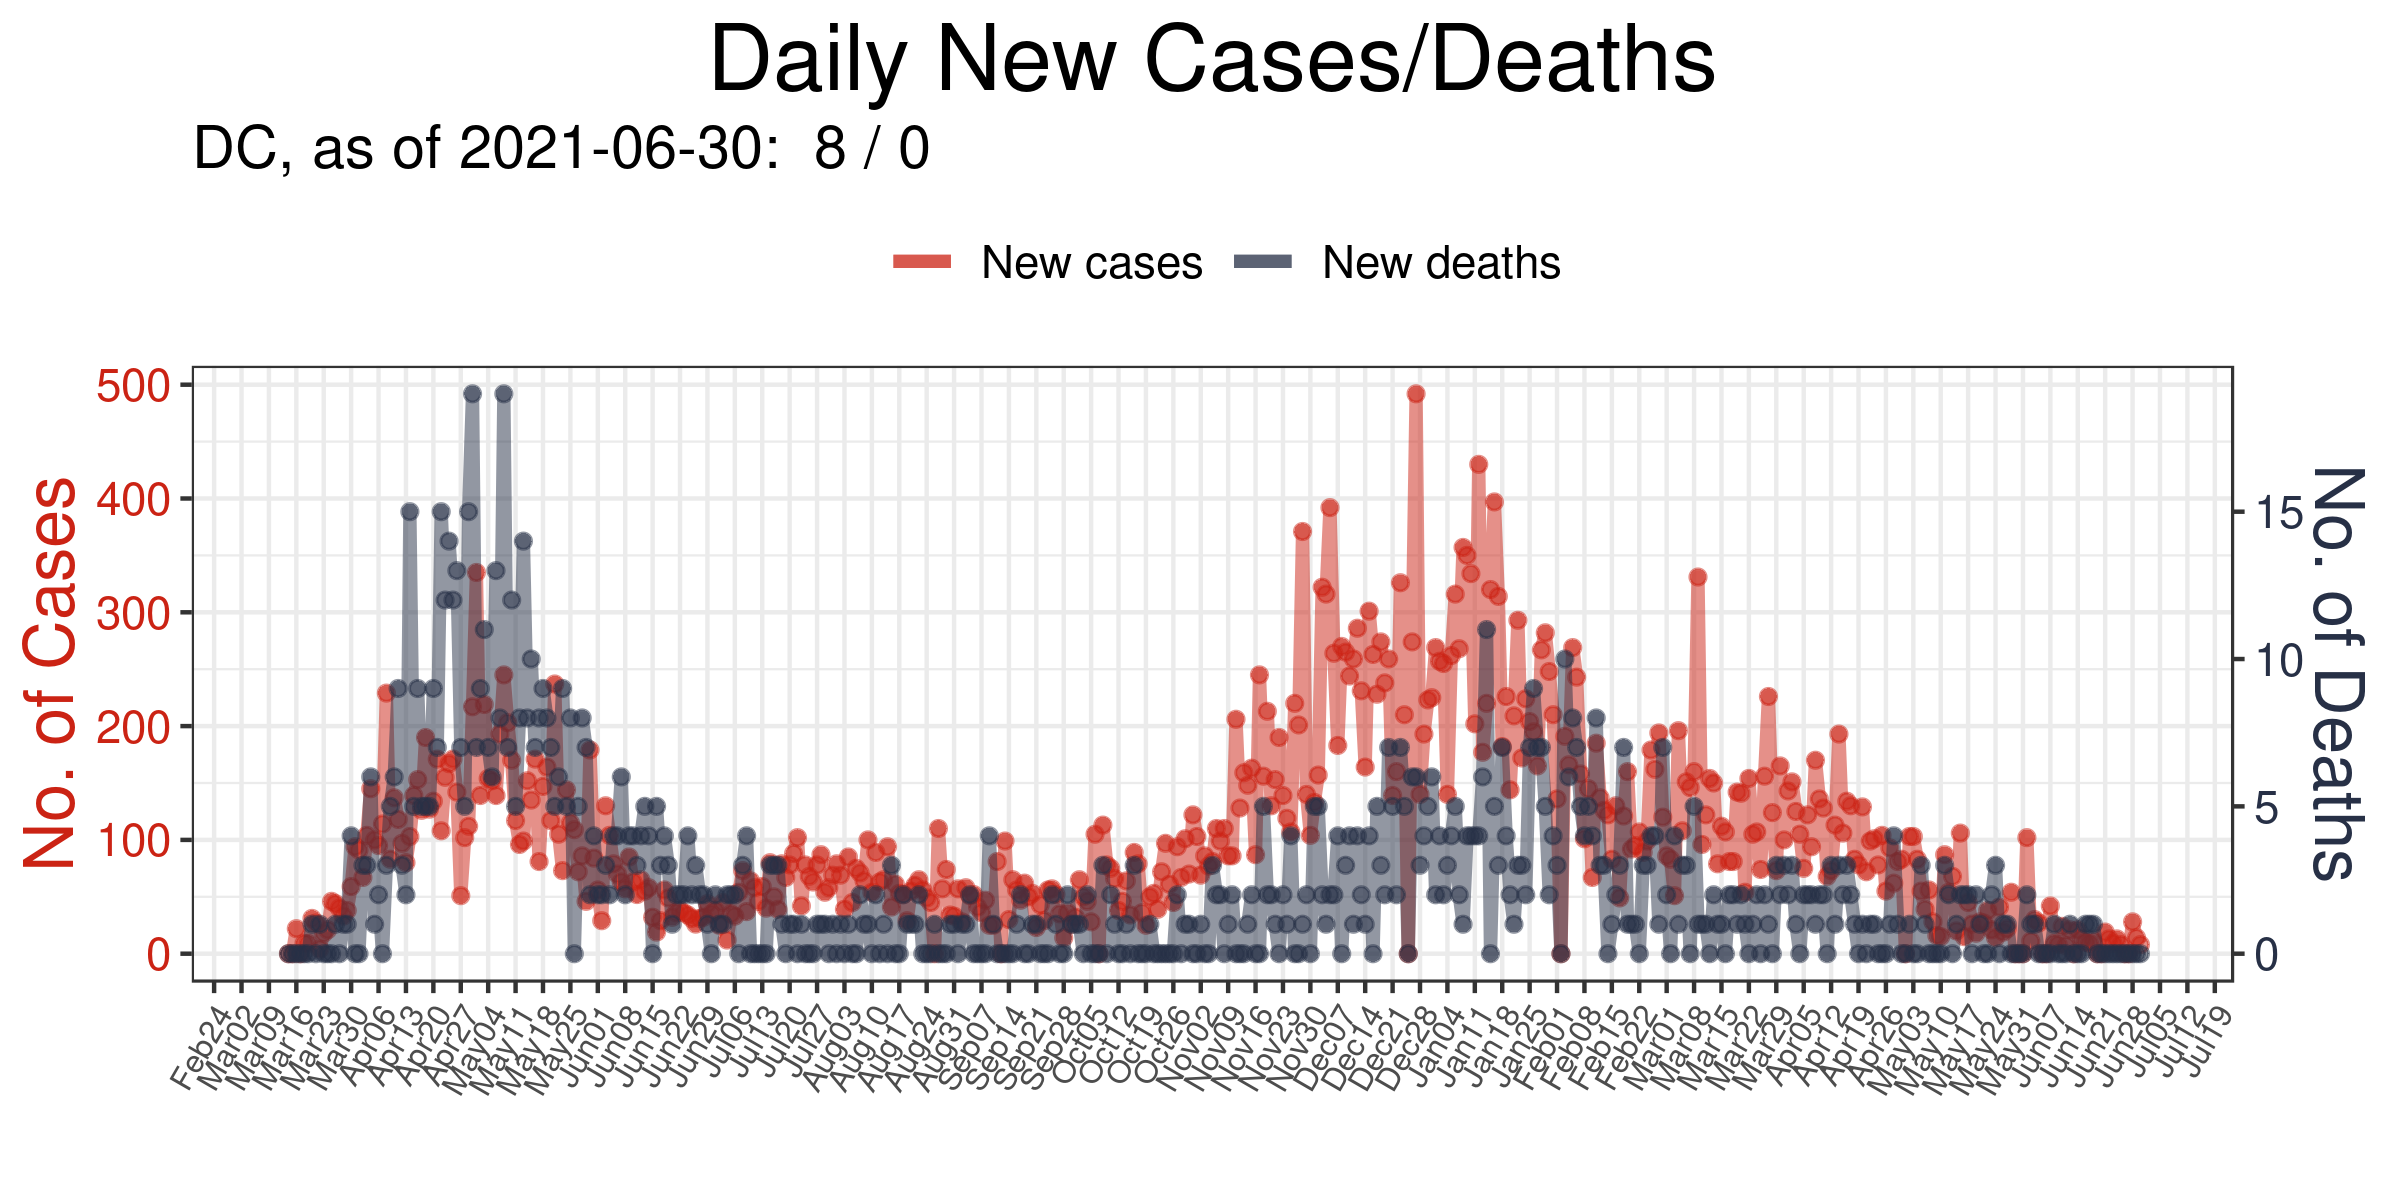 Daily New Cases/Deaths
DC, as of 2021-06-30:  8 / 0
New cases New deaths
No. of Cases
500
400
300
200
100
0
15
10
5
0
No. of Deaths
Feb24 Mar02 Mar09 Mar16 Mar23 Mar30 Apr06 Apr13 Apr20 Apr27 May04 May11 May18 May25 Jun01 Jun08 Jun15 Jun22 Jun29 Jul06 Jul13 Jul20 Jul27 Aug03 Aug10 Aug17 Aug24 Aug31 Sep07 Sep14 Sep21 Sep28 Oct05 Oct12 Oct19 Oct26 Nov02 Nov09 Nov16 Nov23 Nov30 Dec07 Dec14 Dec21 Dec28 Jan04 Jan11 Jan18 Jan25 Feb01 Feb08 Feb15 Feb22 Mar01 Mar08 Mar15 Mar22 Mar29 Apr05 Apr12 Apr19 Apr26 May03 May10 May17 May24 May31 Jun07 Jun14 Jun21 Jun28 Jul05 Jul12 Jul19